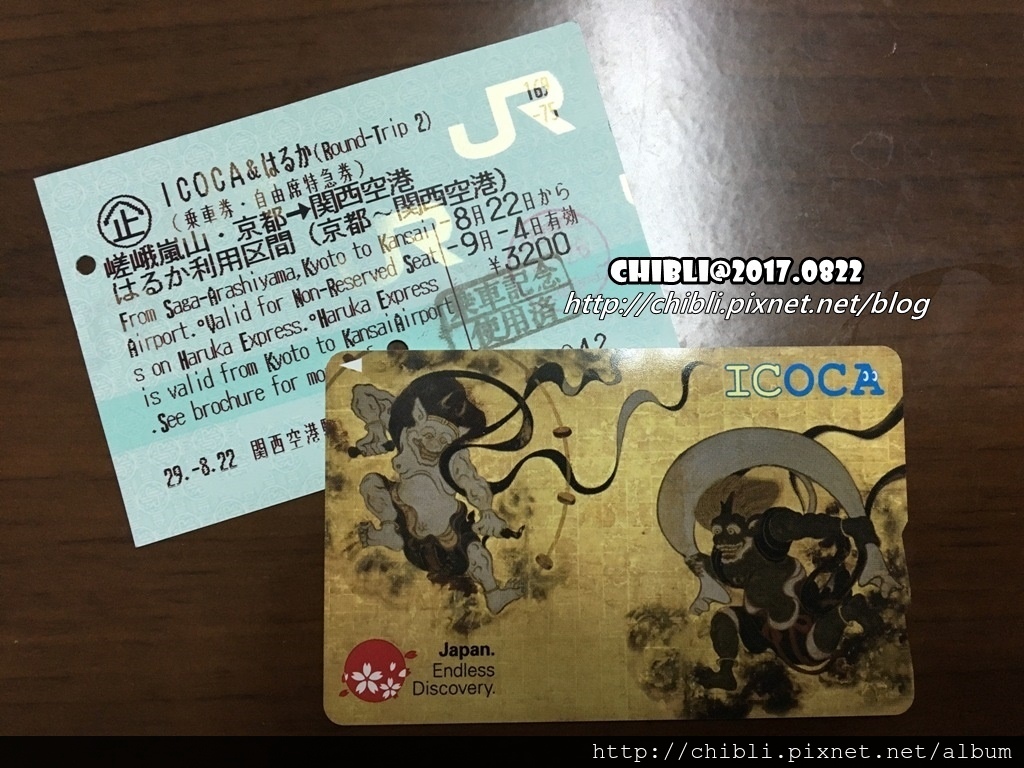 JR
169
-75
ICOCA&はるか(Round-Trip 2)
企
(乗車券・自由席特急券)
嵯峨嵐山・京都→関西空港
はるか利用区間(京都～関西空港)
-8月22日から
-9月-4日有効
¥3200
From Saga-Arashiyama,Kyoto to Kansai
Airport.°Valid for Non-Reserved Seat
s on Haruka Express.°Haruka Express
is valid from Kyoto to KansaiAirport
.See brochure for mo
乗車記念
使用済
29.-8.22 関西空港
CHIBLI@2017.0822
http://chibli.pixnet.net/blog
ICOCA
Japan.
Endless
Discovery.
http://chibli.pixnet.net/album